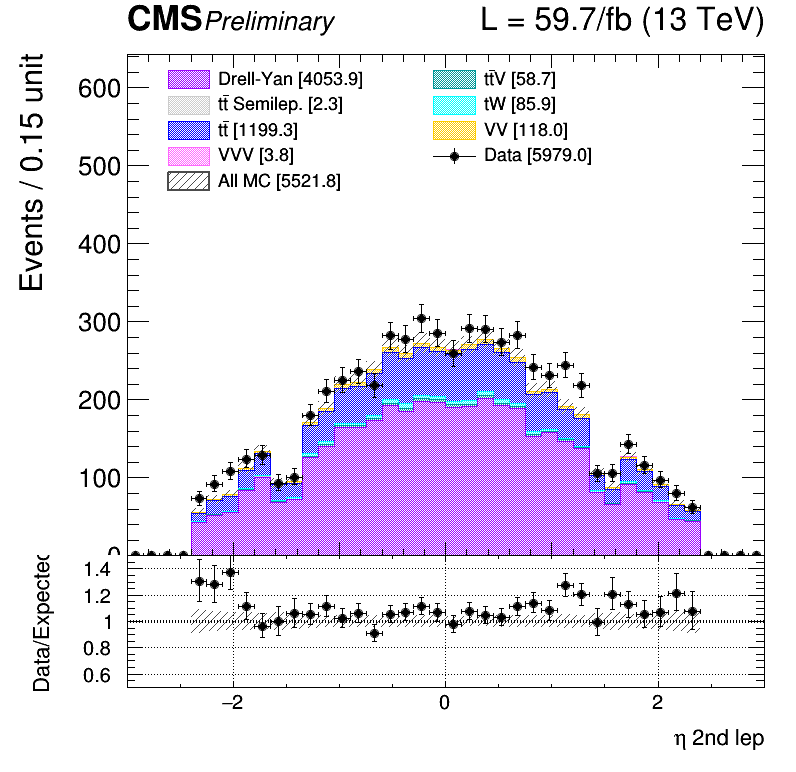 CMS Preliminary L = 59.7/fb (13 TeV)
Events / 0.15 unit
600
500
400
300
200
100
0
Drell-Yan [4053.9]
tt̄ Semilep. [2.3]
tt̄ [1199.3]
VVV [3.8]
All MC [5521.8]
tt̄V [58.7]
tW [85.9]
VV [118.0]
Data [5979.0]
Data/Expected
1.4
1.2
1
0.8
0.6
−2 0 2
η 2nd lep